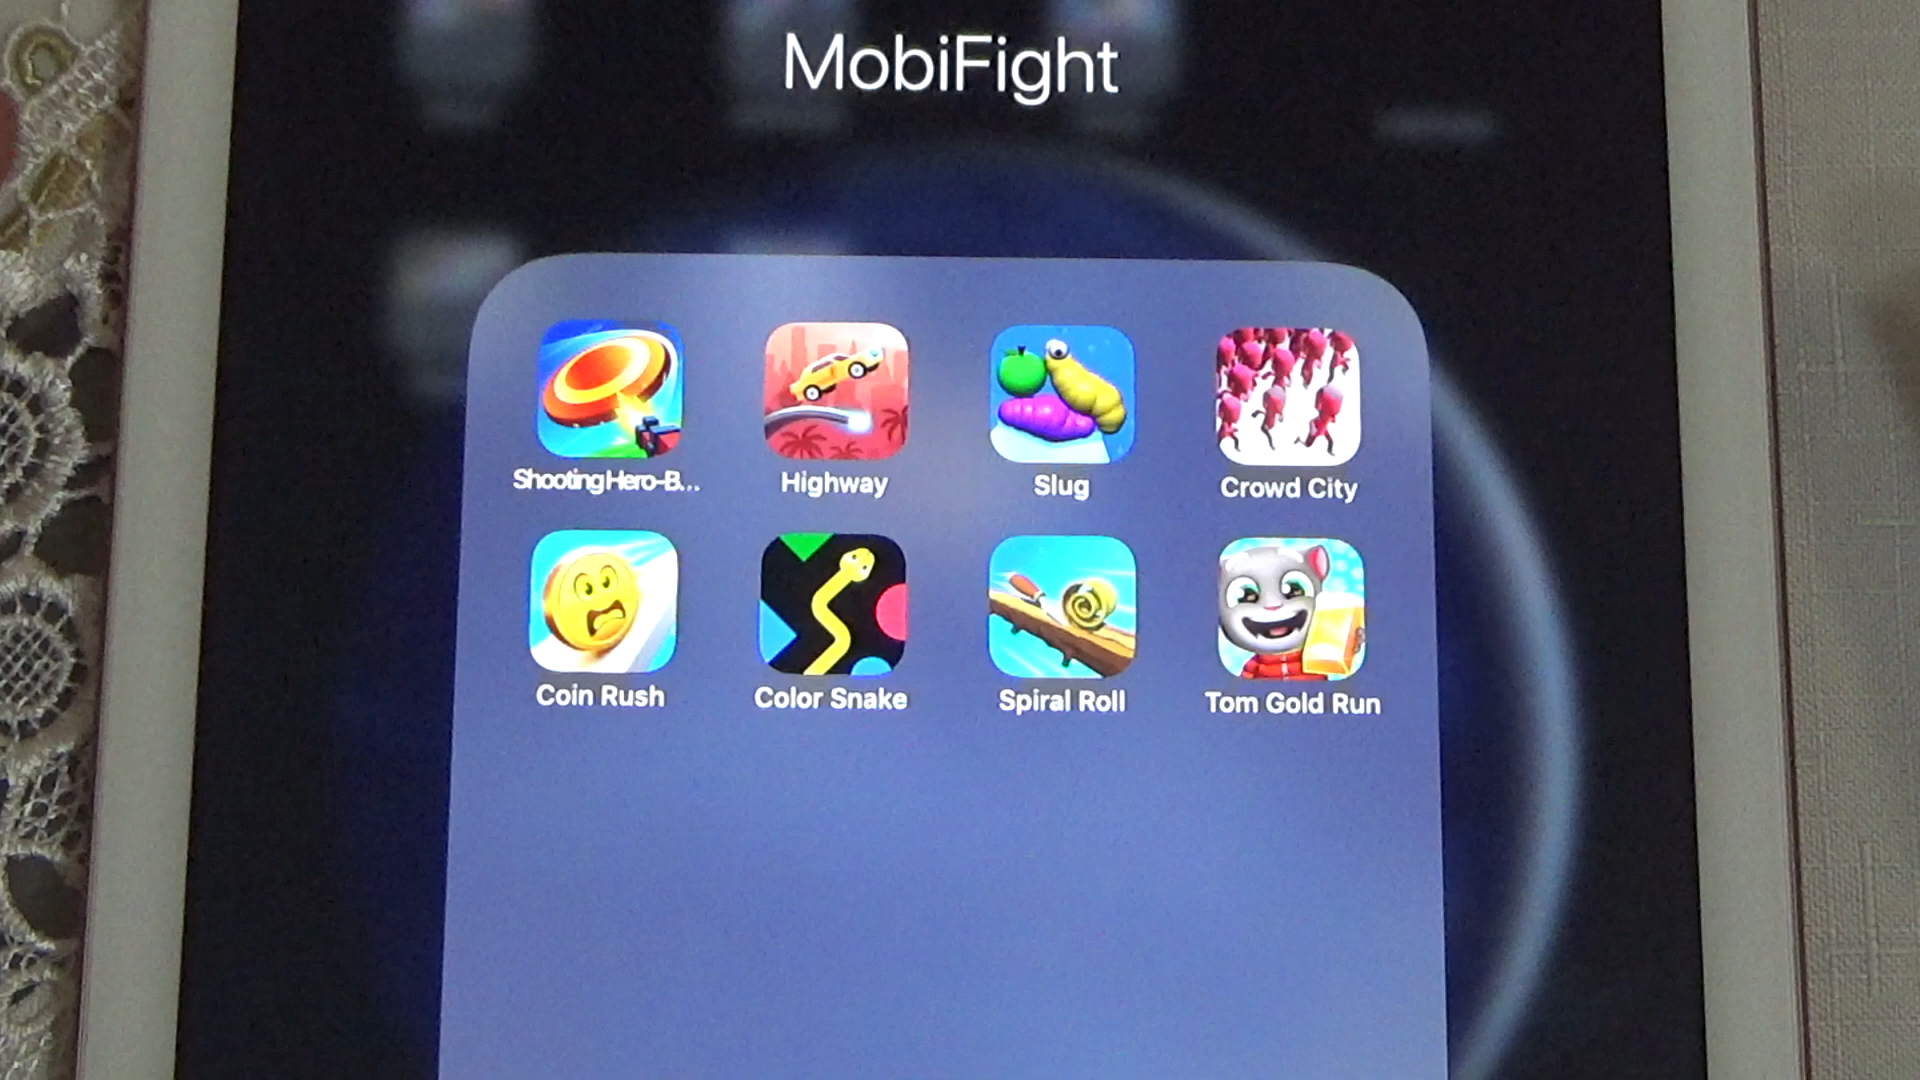 MobiFight
ShootingHero-B...
Highway
Slug
Crowd City
Coin Rush
Color Snake
Spiral Roll
Tom Gold Run